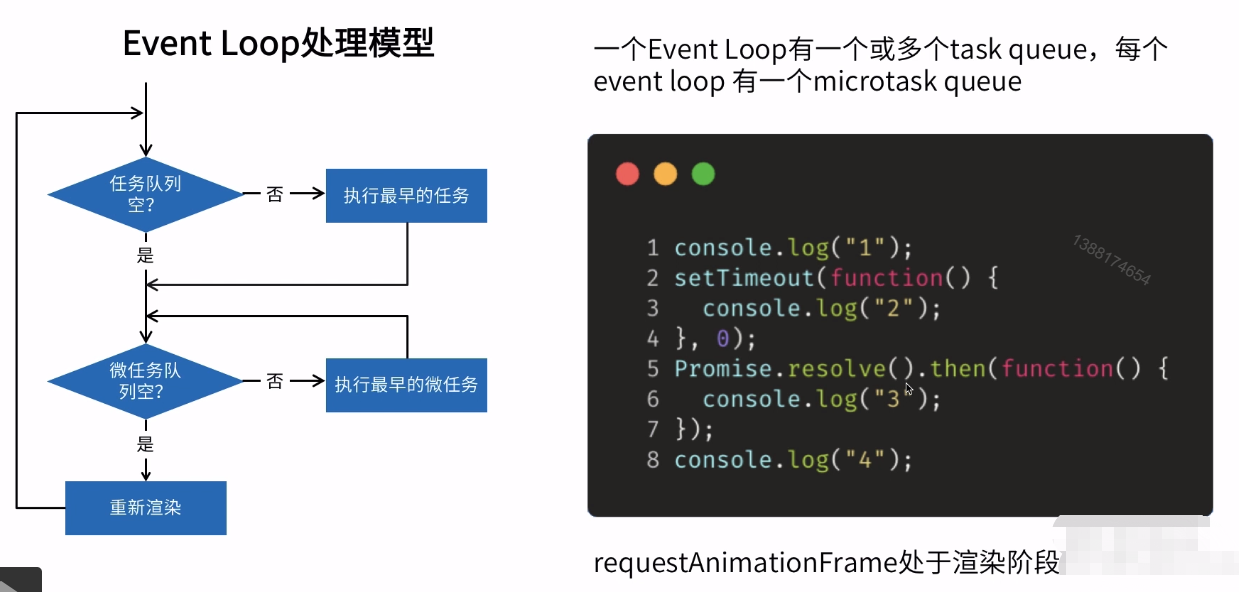 Event Loop处理模型
任务队列
空?
否
执行最早的任务
是
微任务队
列空?
否
执行最早的微任务
是
重新渲染
一个Event Loop有一个或多个task queue，每个
event loop 有一个microtask queue
1 console.log("1");
2 setTimeout(function() {
3   console.log("2");
4 }, 0);
5 Promise.resolve().then(function() {
6   console.log("3");
7 });
8 console.log("4");
1388174654
requestAnimationFrame处于渲染阶段